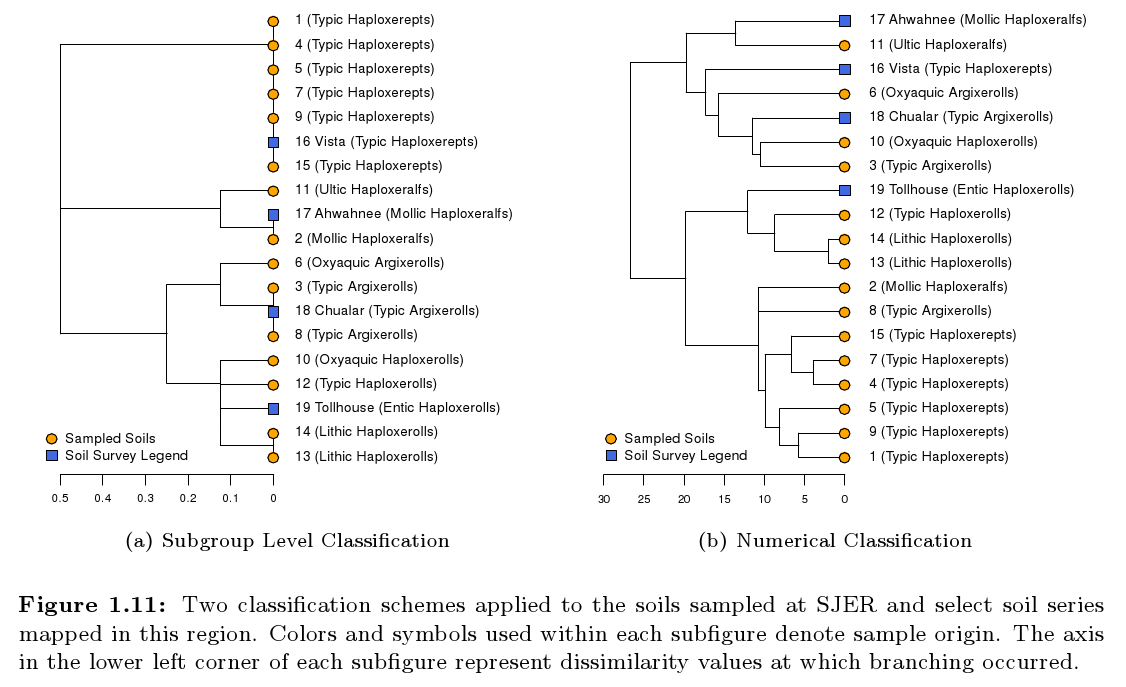 1 (Typic Haploxerepts)
4 (Typic Haploxerepts)
5 (Typic Haploxerepts)
7 (Typic Haploxerepts)
9 (Typic Haploxerepts)
16 Vista (Typic Haploxerepts)
15 (Typic Haploxerepts)
11 (Ultic Haploxeralfs)
17 Ahwahnee (Mollic Haploxeralfs)
2 (Mollic Haploxeralfs)
6 (Oxyaquic Argixerolls)
3 (Typic Argixerolls)
18 Chualar (Typic Argixerolls)
8 (Typic Argixerolls)
10 (Oxyaquic Haploxerolls)
12 (Typic Haploxerolls)
19 Tollhouse (Entic Haploxerolls)
14 (Lithic Haploxerolls)
13 (Lithic Haploxerolls)
Sampled Soils
Soil Survey Legend
0.5 0.4 0.3 0.2 0.1 0
(a) Subgroup Level Classification
17 Ahwahnee (Mollic Haploxeralfs)
11 (Ultic Haploxeralfs)
16 Vista (Typic Haploxerepts)
6 (Oxyaquic Argixerolls)
18 Chualar (Typic Argixerolls)
10 (Oxyaquic Haploxerolls)
3 (Typic Argixerolls)
19 Tollhouse (Entic Haploxerolls)
12 (Typic Haploxerolls)
14 (Lithic Haploxerolls)
13 (Lithic Haploxerolls)
2 (Mollic Haploxeralfs)
8 (Typic Argixerolls)
15 (Typic Haploxerepts)
7 (Typic Haploxerepts)
4 (Typic Haploxerepts)
5 (Typic Haploxerepts)
9 (Typic Haploxerepts)
1 (Typic Haploxerepts)
Sampled Soils
Soil Survey Legend
30 25 20 15 10 5 0
(b) Numerical Classification
Figure 1.11: Two classification schemes applied to the soils sampled at SJER and select soil series
mapped in this region. Colors and symbols used within each subfigure denote sample origin. The axis
in the lower left corner of each subfigure represent dissimilarity values at which branching occurred.